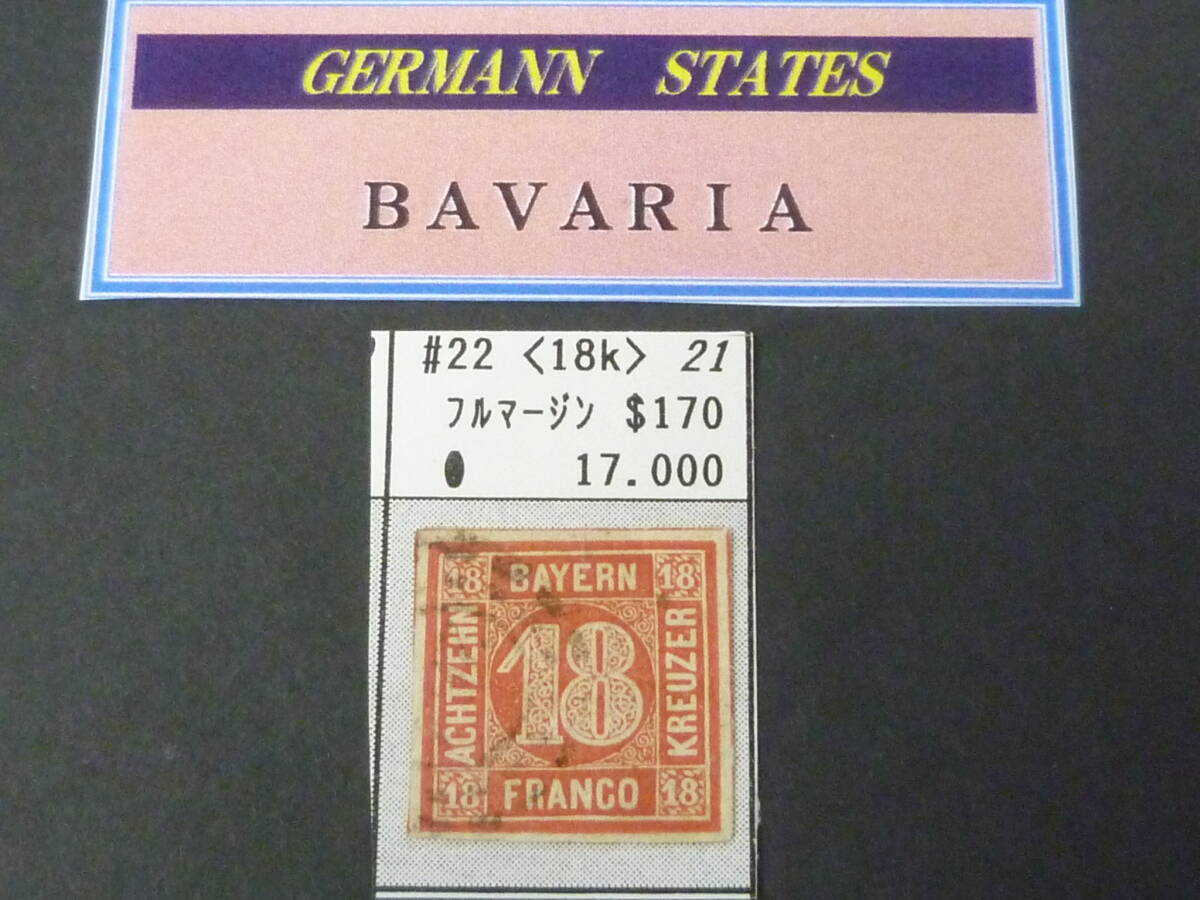 GERMANN STATES
BAVARIA
#22 〈18k〉 21
フルマージン $170
17.000
18 BAYERN 18
ACHTZEHN
18
KREUZER
18 FRANCO 18